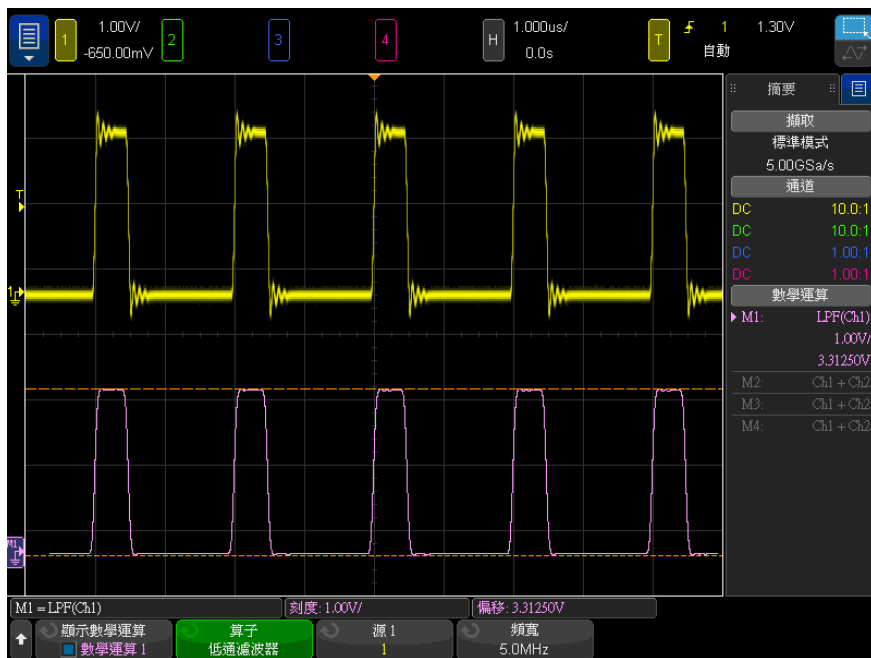 1 1.00V/ 2 3 4 H 1.000us/ T 1 1.30V
-650.00mV 0.0s 自動
摘要
擷取
標準模式
5.00GSa/s
通道
DC 10.0:1
DC 10.0:1
DC 1.00:1
DC 1.00:1
數學運算
M1: LPF(Ch1)
1.00V/
3.31250V
M2: Ch1 + Ch2
M3: Ch1 + Ch2
M4: Ch1 + Ch2
T
1
M1
M1 = LPF(Ch1) 刻度: 1.00V/ 偏移: 3.31250V
顯示數學運算 算子 源 1 頻寬
數學運算 1 低通濾波器 1 5.0MHz